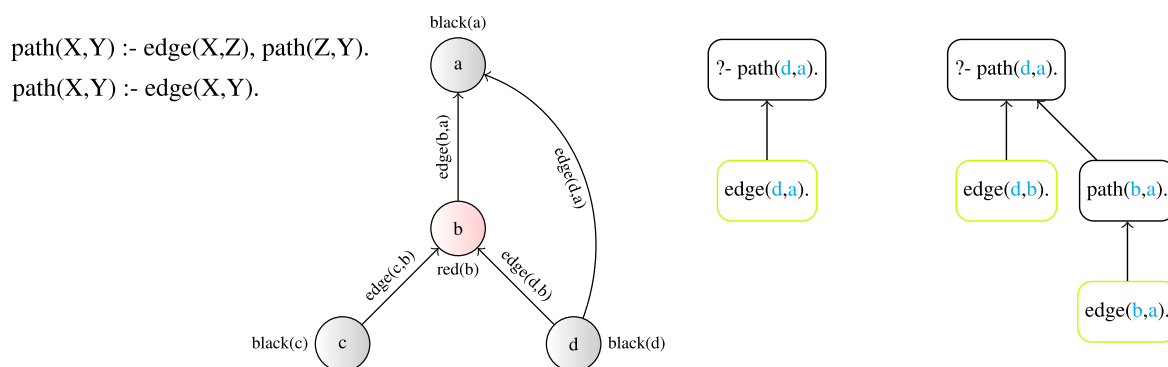 path(X,Y) :- edge(X,Z), path(Z,Y).
path(X,Y) :- edge(X,Y).
black(a)
a
edge(b,a)
edge(d,a)
b
red(b)
edge(c,b)
edge(d,b)
black(c)
c
d
black(d)
?- path(d,a).
edge(d,a).
?- path(d,a).
edge(d,b).
path(b,a).
edge(b,a).